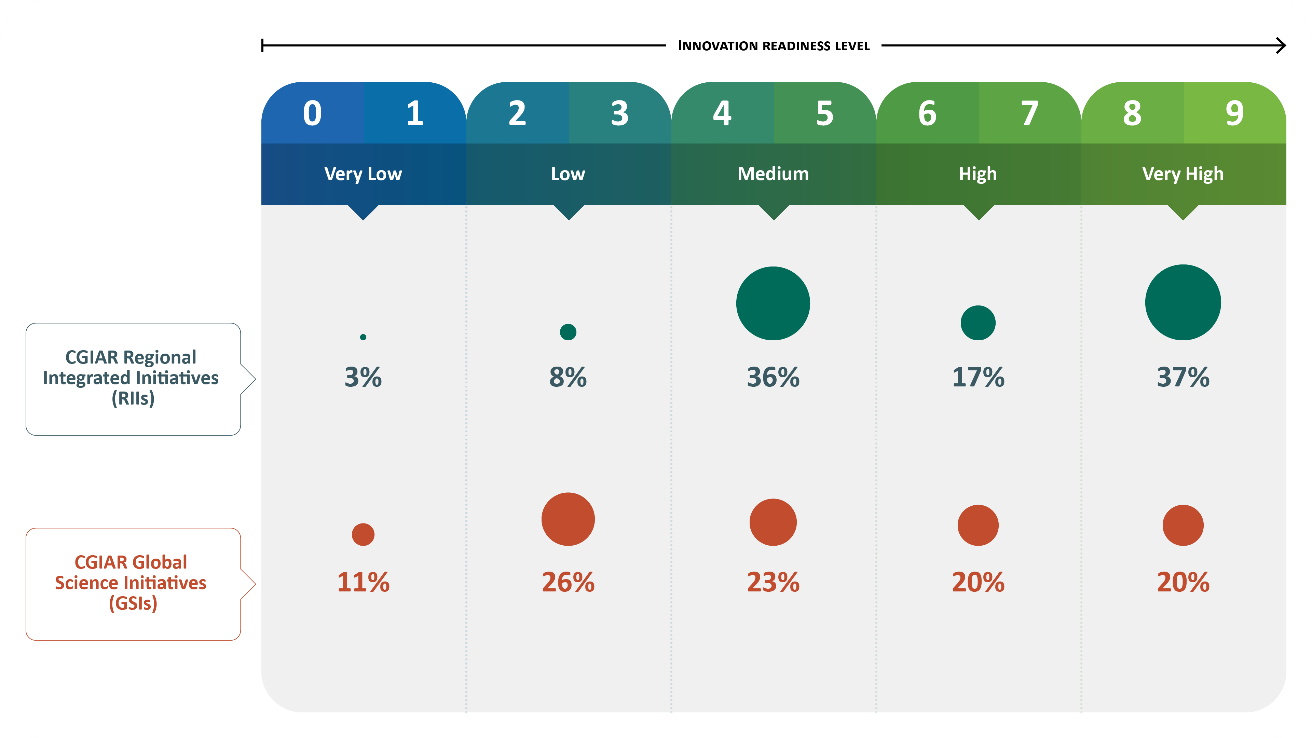 INNOVATION READINESS LEVEL
0 1 2 3 4 5 6 7 8 9
Very Low Low Medium High Very High
CGIAR Regional
Integrated Initiatives
(RIIs)
3% 8% 36% 17% 37%
CGIAR Global
Science Initiatives
(GSIs)
11% 26% 23% 20% 20%